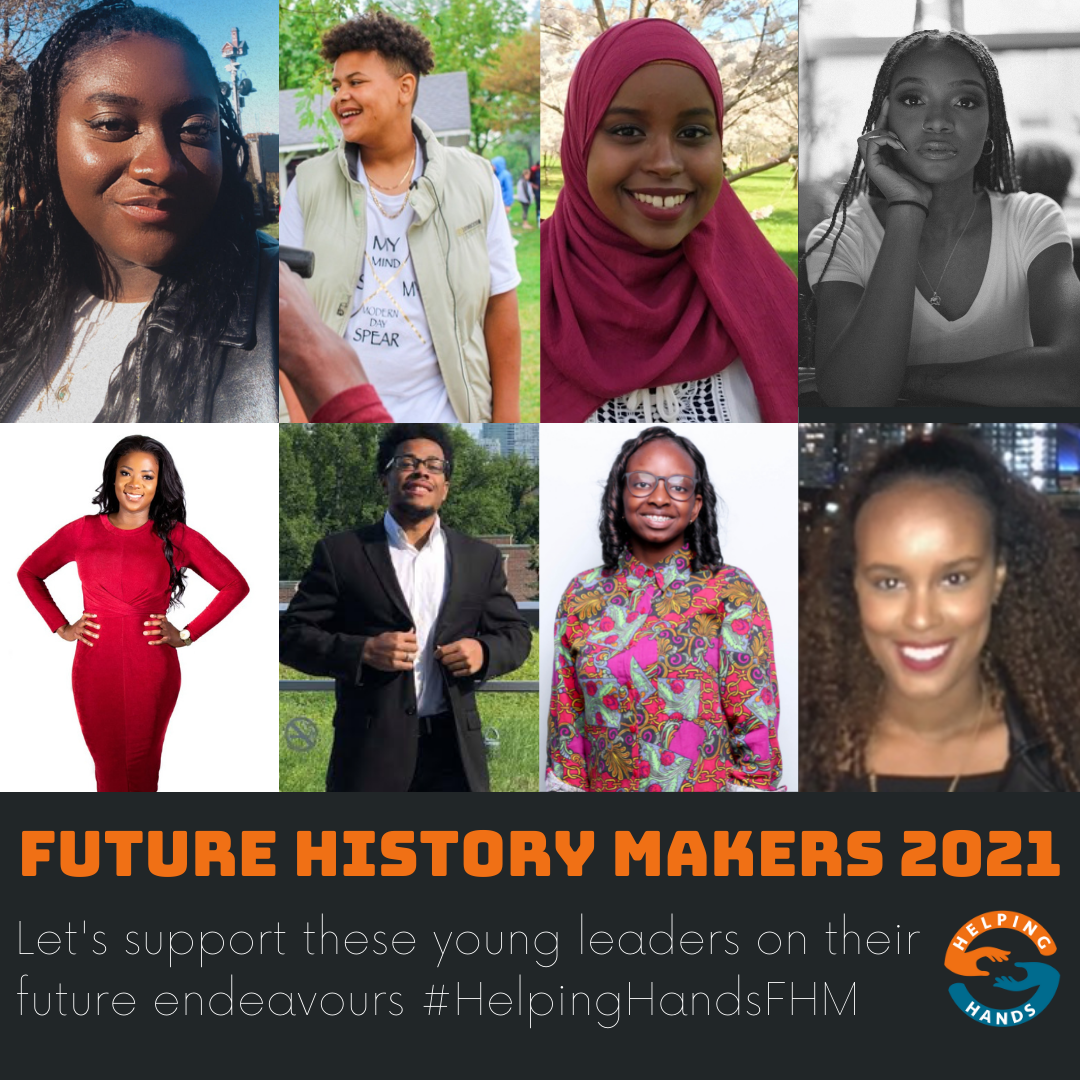 MY
MIND
S
M
MODERN
DAY
SPEAR
FUTURE HISTORY MAKERS 2021
Let's support these young leaders on their
future endeavours #HelpingHandsFHM
HELPING
HANDS